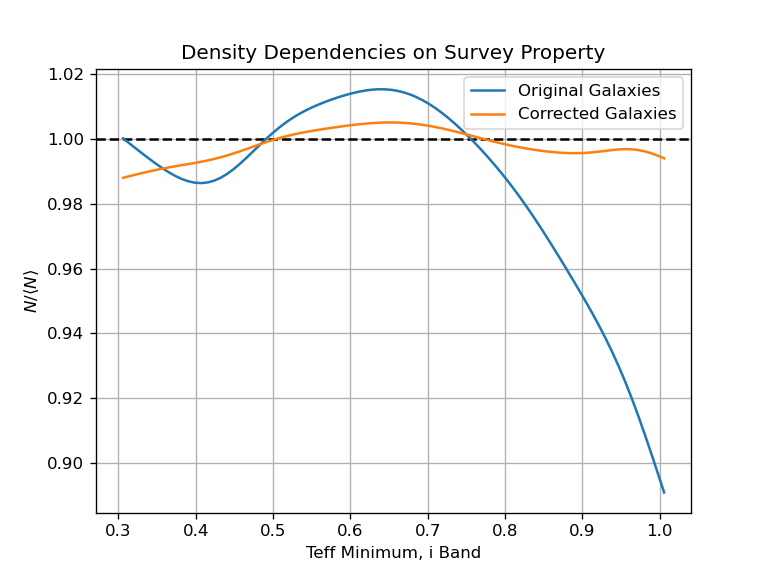 Density Dependencies on Survey Property
Original Galaxies
Corrected Galaxies
1.02
1.00
0.98
0.96
0.94
0.92
0.90
N/⟨N⟩
0.3 0.4 0.5 0.6 0.7 0.8 0.9 1.0
Teff Minimum, i Band